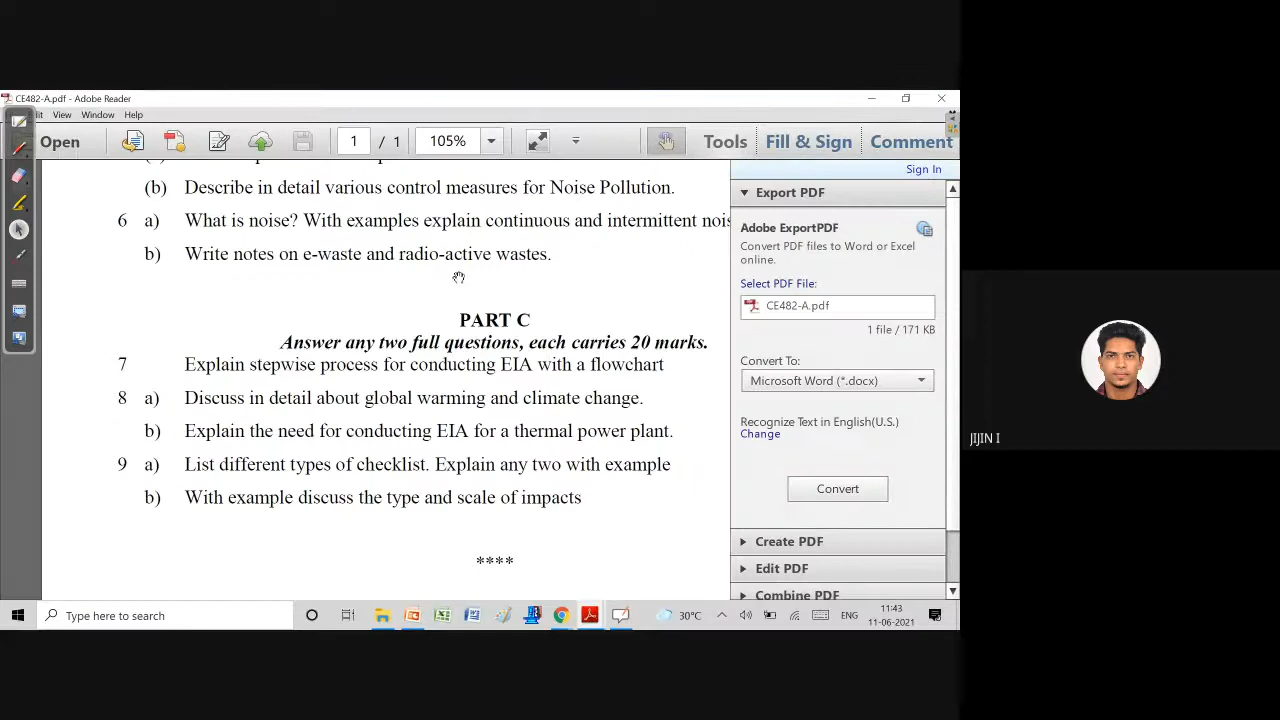 CE482-A.pdf - Adobe Reader
View Window Help
Open
1 / 1
105%
Tools Fill & Sign Comment
Sign In
(b) Describe in detail various control measures for Noise Pollution.
6 a) What is noise? With examples explain continuous and intermittent nois
b) Write notes on e-waste and radio-active wastes.
PART C
Answer any two full questions, each carries 20 marks.
7 Explain stepwise process for conducting EIA with a flowchart
8 a) Discuss in detail about global warming and climate change.
b) Explain the need for conducting EIA for a thermal power plant.
9 a) List different types of checklist. Explain any two with example
b) With example discuss the type and scale of impacts
****
Export PDF
Adobe ExportPDF
Convert PDF files to Word or Excel
online.
Select PDF File:
CE482-A.pdf
1 file / 171 KB
Convert To:
Microsoft Word (*.docx)
Recognize Text in English(U.S.)
Change
Convert
Create PDF
Edit PDF
Combine PDF
Type here to search
30°C
ENG
11:43
11-06-2021
JIJIN I